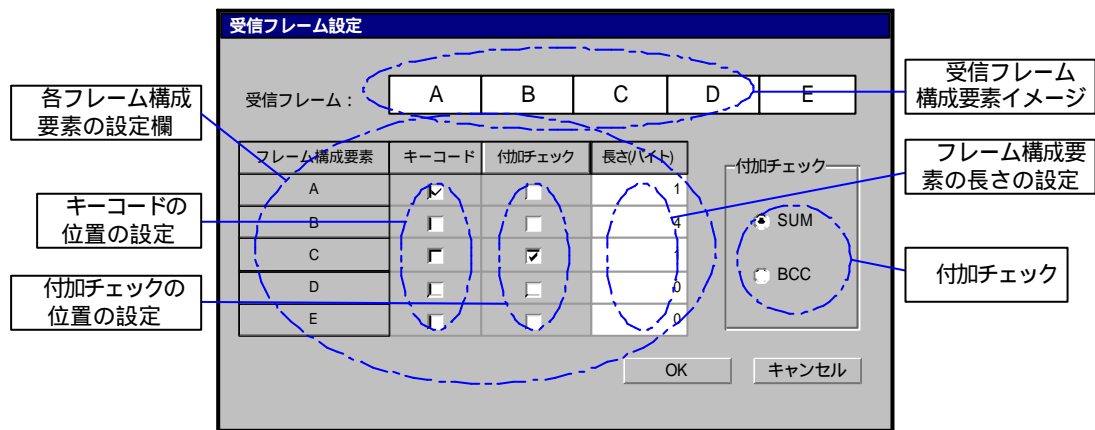 受信フレーム設定
受信フレーム：
A B C D E
各フレーム構成
要素の設定欄
受信フレーム
構成要素イメージ
フレーム構成要素 キーコード 付加チェック 長さ(バイト)
A 1
B 4
C 1
D 0
E 0
付加チェック
SUM
BCC
フレーム構成要
素の長さの設定
キーコードの
位置の設定
付加チェックの
位置の設定
付加チェック
OK キャンセル